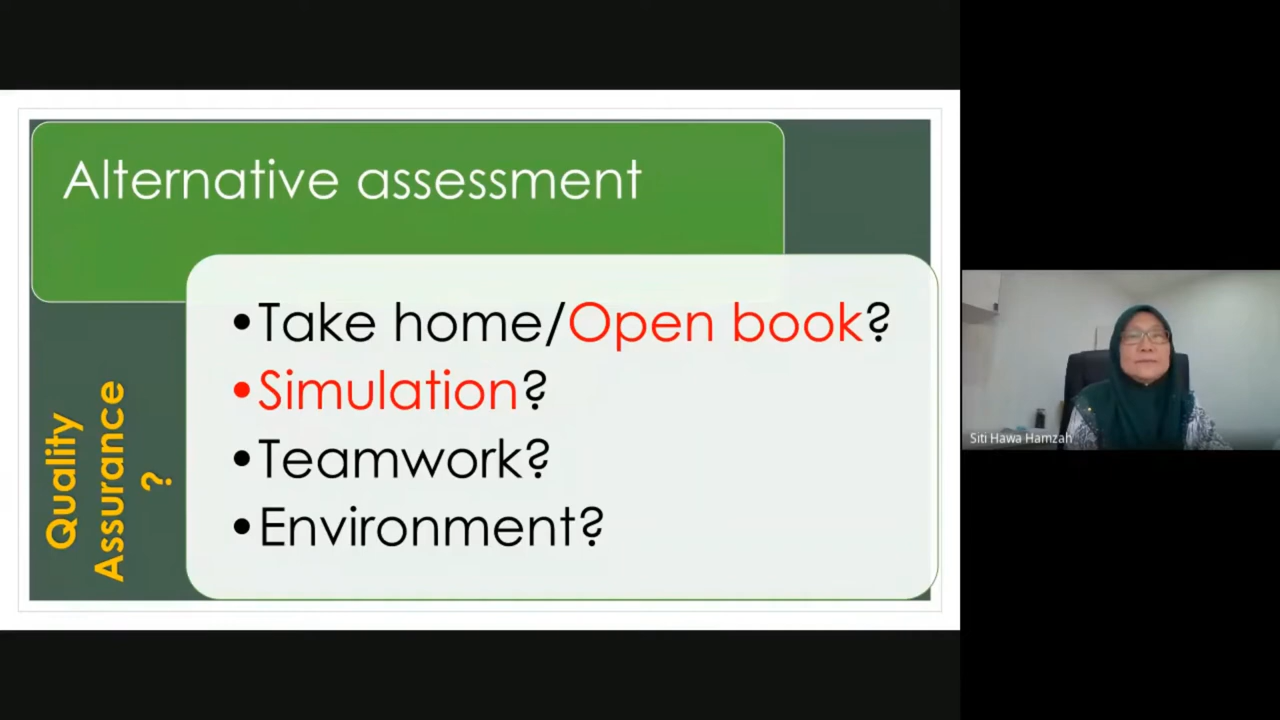 Alternative assessment
•Take home/Open book?
•Simulation?
•Teamwork?
•Environment?
Quality
Assurance
?
Siti Hawa Hamzah